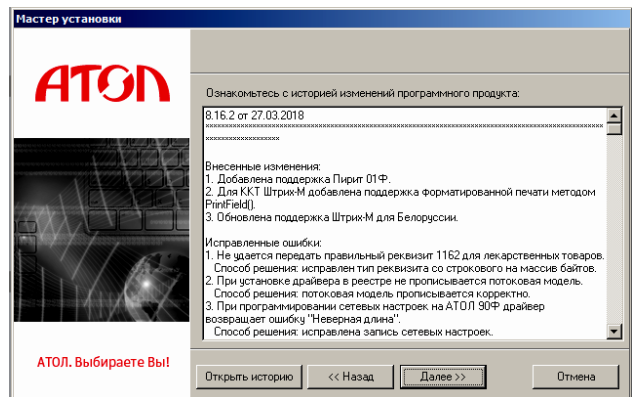 Мастер установки
АТОЛ
Ознакомьтесь с историей изменений программного продукта:
8.16.2 от 27.03.2018
Внесенные изменения:
1. Добавлена поддержка Пирит 01Ф.
2. Для ККТ Штрих-М добавлена поддержка форматированной печати методом
PrintField().
3. Обновлена поддержка Штрих-М для Белоруссии.
Исправленные ошибки:
1. Не удается передать правильный реквизит 1162 для лекарственных товаров.
Способ решения: исправлен тип реквизита со строкового на массив байтов.
2. При установке драйвера в реестре не прописывается потоковая модель.
Способ решения: потоковая модель прописывается корректно.
3. При программировании сетевых настроек на АТОЛ 90Ф драйвер
возвращает ошибку "Неверная длина".
Способ решения: исправлена запись сетевых настроек.
АТОЛ. Выбираете Вы!
Открыть историю
<< Назад
Далее >>
Отмена